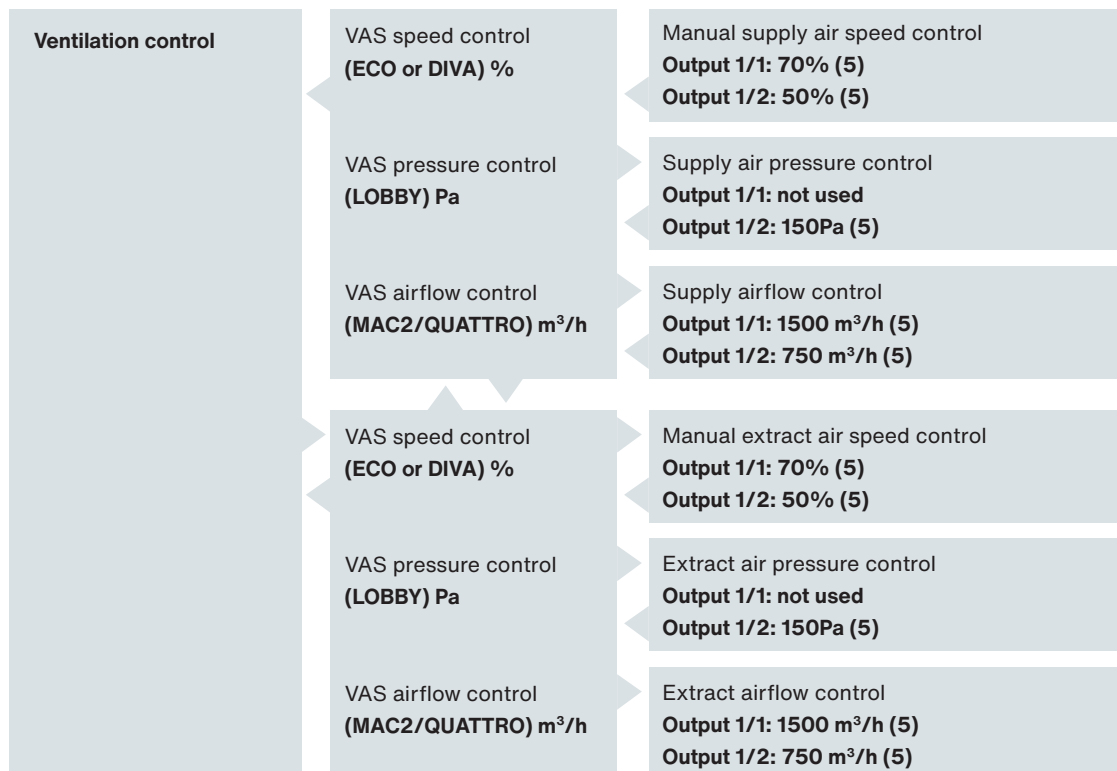 Ventilation control
VAS speed control
(ECO or DIVA) %
Manual supply air speed control
Output 1/1: 70% (5)
Output 1/2: 50% (5)
VAS pressure control
(LOBBY) Pa
Supply air pressure control
Output 1/1: not used
Output 1/2: 150Pa (5)
VAS airflow control
(MAC2/QUATTRO) m³/h
Supply airflow control
Output 1/1: 1500 m³/h (5)
Output 1/2: 750 m³/h (5)
VAS speed control
(ECO or DIVA) %
Manual extract air speed control
Output 1/1: 70% (5)
Output 1/2: 50% (5)
VAS pressure control
(LOBBY) Pa
Extract air pressure control
Output 1/1: not used
Output 1/2: 150Pa (5)
VAS airflow control
(MAC2/QUATTRO) m³/h
Extract airflow control
Output 1/1: 1500 m³/h (5)
Output 1/2: 750 m³/h (5)